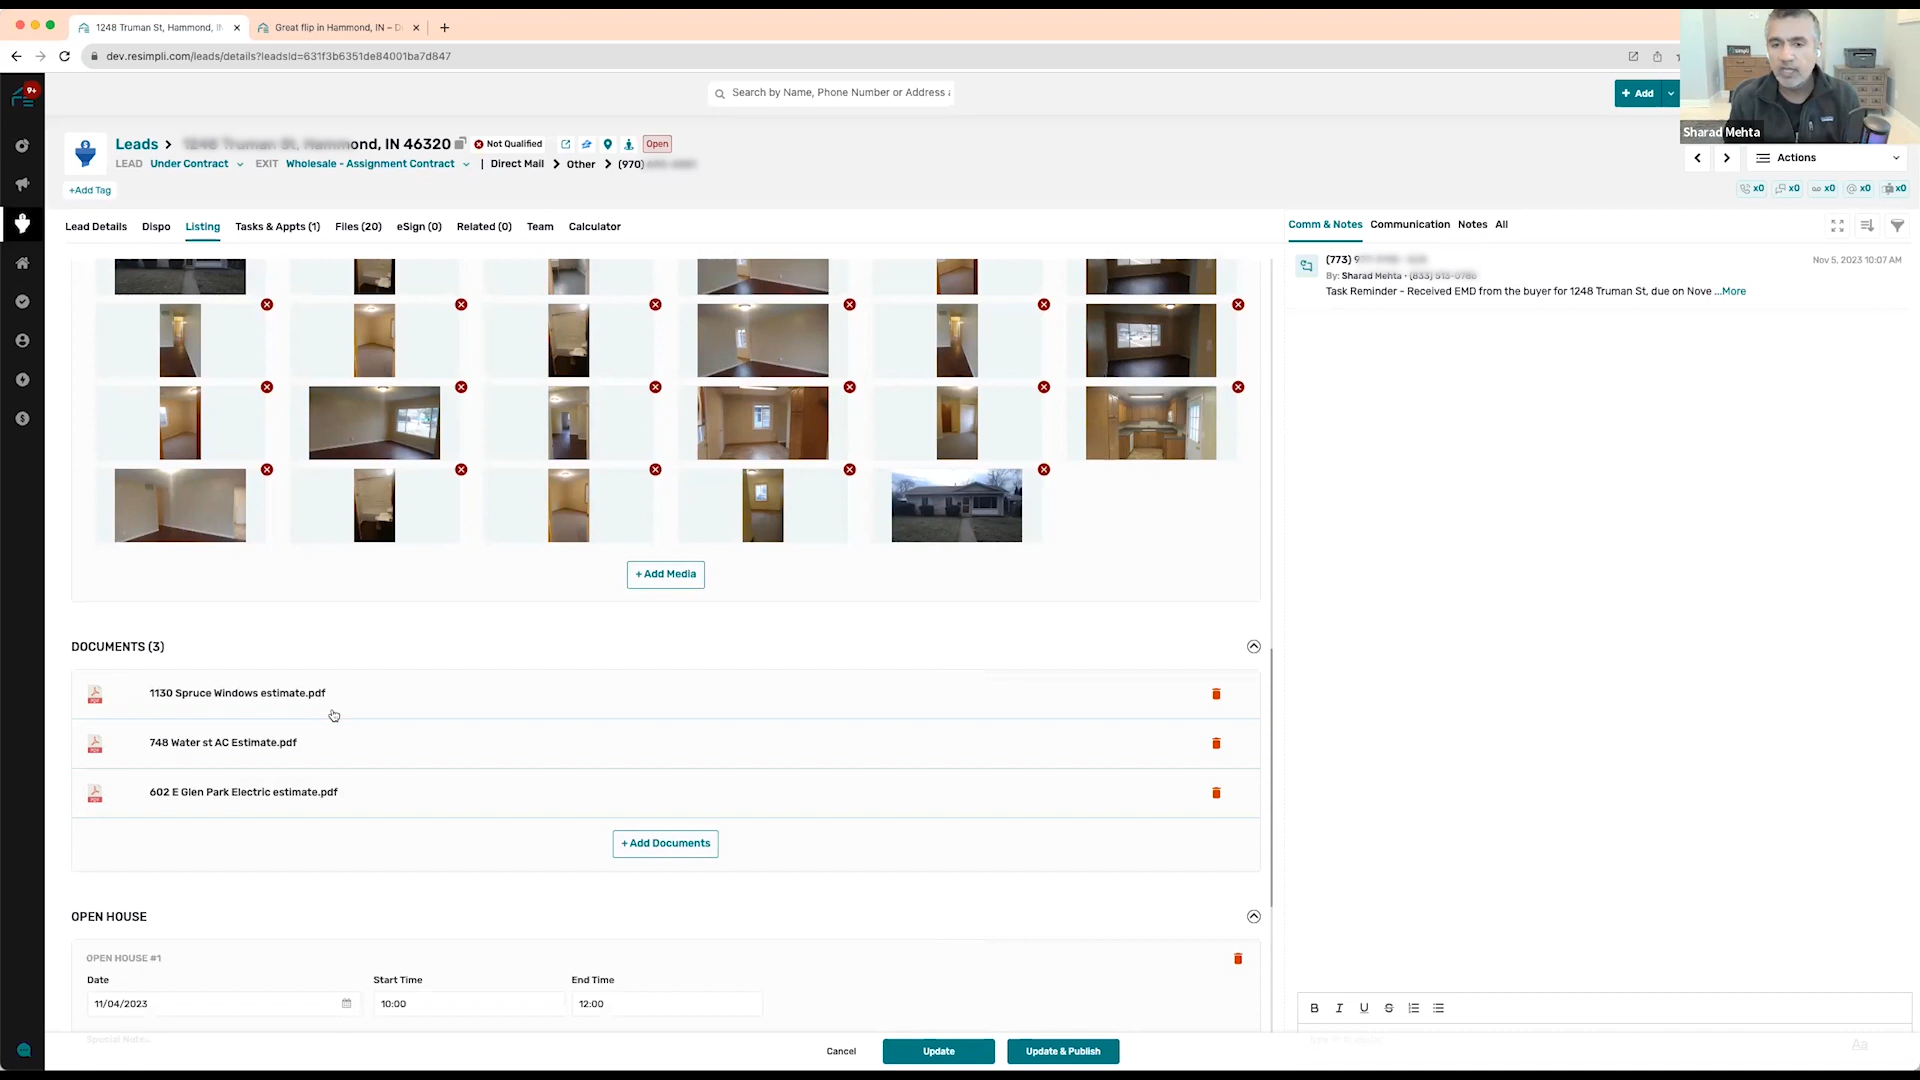 1248 Truman St, Hammond, IN
Great flip in Hammond, IN – D
dev.resimpli.com/leads/details?leadsId=631f3b6351de84001ba7d847
9+
Search by Name, Phone Number or Address
+ Add
Sharad Mehta
Leads > 1248 Truman St, Hammond, IN 46320 Not Qualified Open
LEAD Under Contract EXIT Wholesale - Assignment Contract | Direct Mail > Other > (970)
Actions
+Add Tag
x0 x0 x0 x0 x0
Lead Details Dispo Listing Tasks & Appts (1) Files (20) eSign (0) Related (0) Team Calculator
Comm & Notes Communication Notes All
(773)
Nov 5, 2023 10:07 AM
By: Sharad Mehta •
Task Reminder - Received EMD from the buyer for 1248 Truman St, due on Nove ...More
+ Add Media
DOCUMENTS (3)
1130 Spruce Windows estimate.pdf
748 Water st AC Estimate.pdf
602 E Glen Park Electric estimate.pdf
+ Add Documents
OPEN HOUSE
OPEN HOUSE #1
Date Start Time End Time
11/04/2023 10:00 12:00
Special Note..
B I U S
Cancel Update Update & Publish
Aa